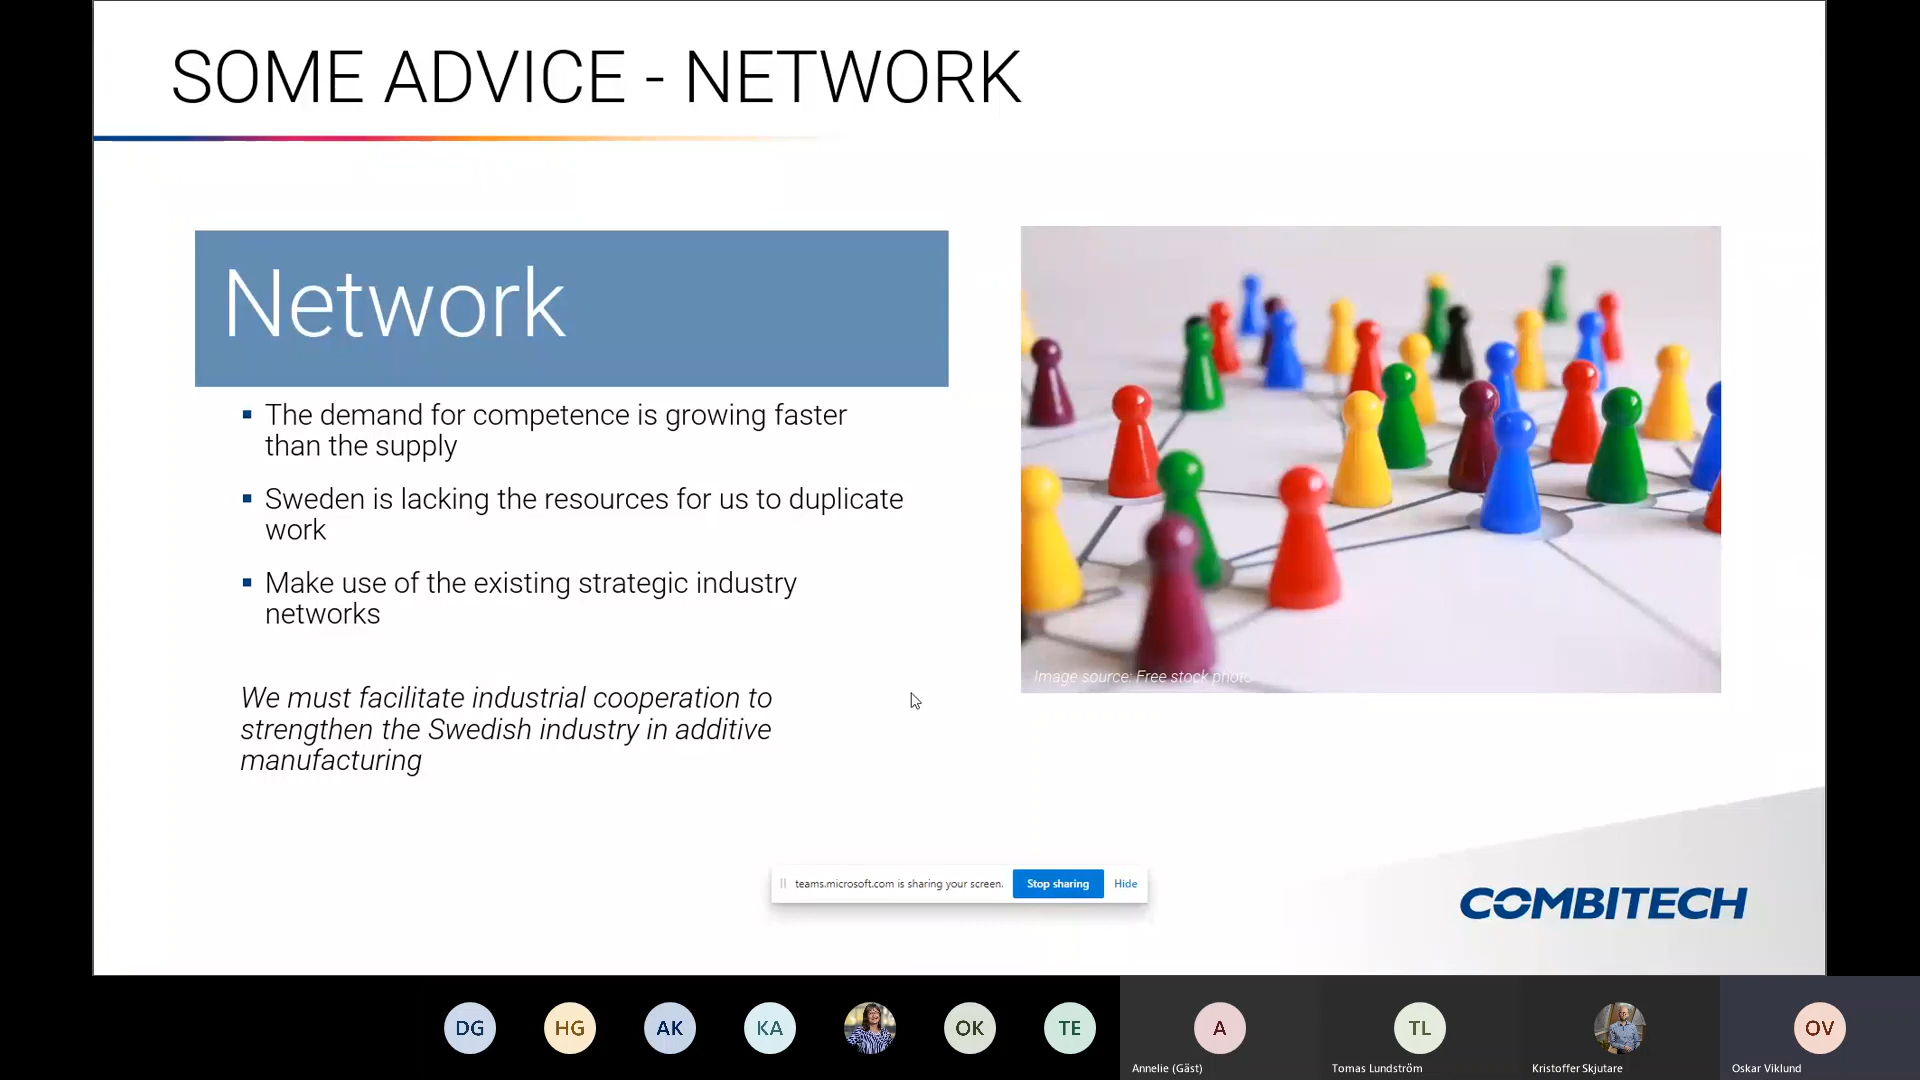 SOME ADVICE - NETWORK
Network
The demand for competence is growing faster
than the supply
Sweden is lacking the resources for us to duplicate
work
Make use of the existing strategic industry
networks
We must facilitate industrial cooperation to
strengthen the Swedish industry in additive
manufacturing
Image source: Free stock photo
teams.microsoft.com is sharing your screen. Stop sharing Hide
COMBITECH
DG HG AK KA OK TE A TL OV
Annelie (Gäst) Tomas Lundström Kristoffer Skjutare Oskar Viklund